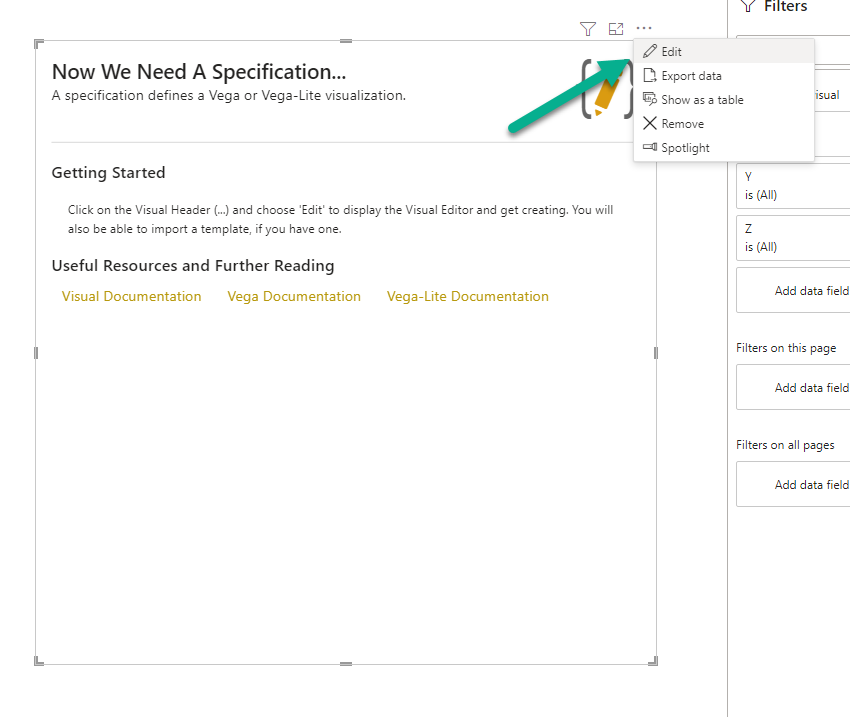 Filters
Now We Need A Specification...
A specification defines a Vega or Vega-Lite visualization.
Edit
Export data
Show as a table
Remove
Spotlight
Getting Started
Click on the Visual Header (...) and choose 'Edit' to display the Visual Editor and get creating. You will
also be able to import a template, if you have one.
Useful Resources and Further Reading
Visual Documentation Vega Documentation Vega-Lite Documentation
Y
is (All)
Z
is (All)
Add data field
Filters on this page
Add data field
Filters on all pages
Add data field